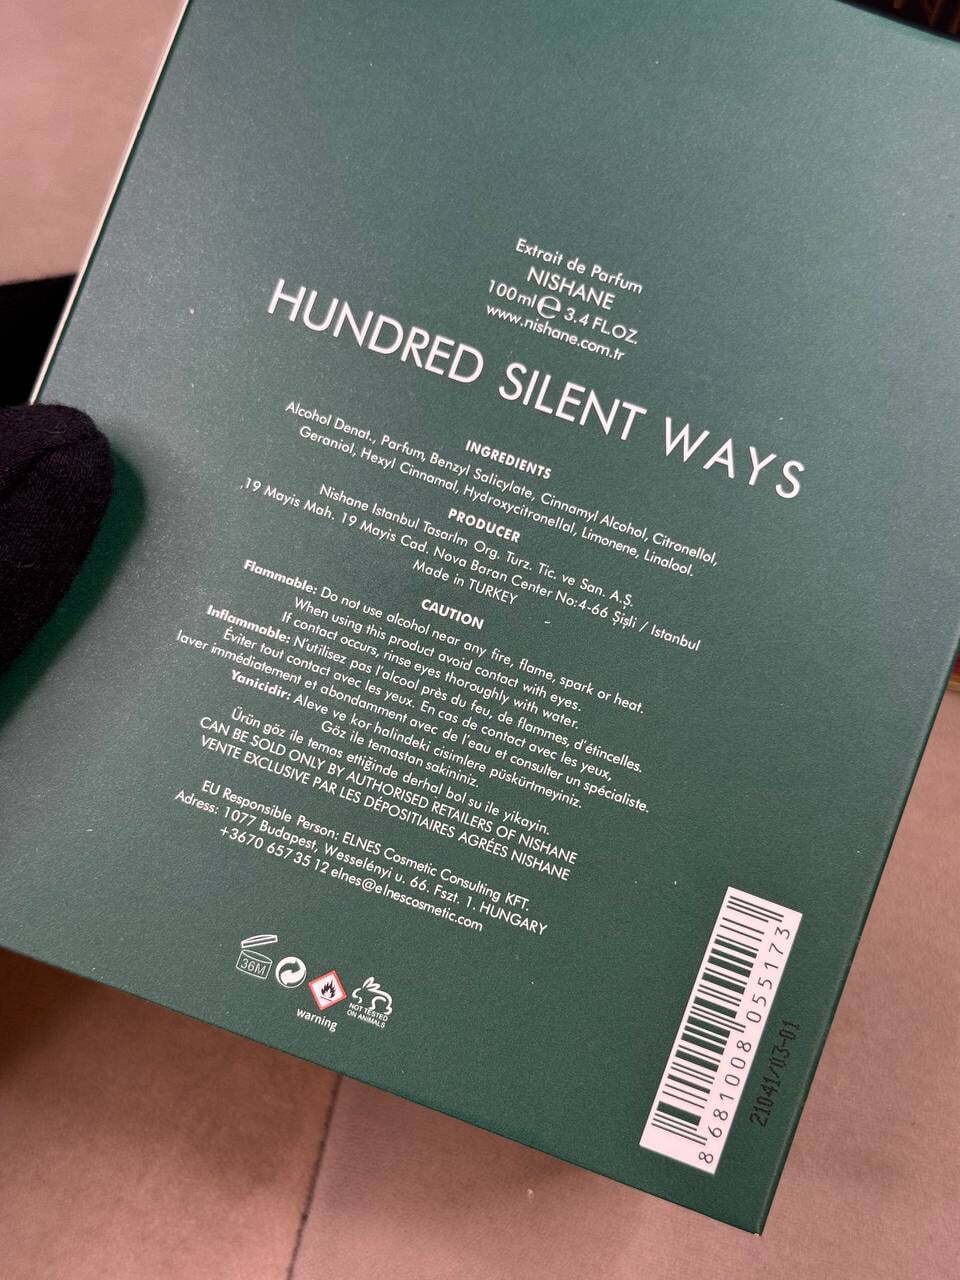 Extrait de Parfum
NISHANE
100ml ℮ 3.4 FL.OZ.
www.nishane.com.tr
HUNDRED SILENT WAYS
INGREDIENTS
Alcohol Denat., Parfum, Benzyl Salicylate, Cinnamyl Alcohol, Citronellol,
Geraniol, Hexyl Cinnamal, Hydroxycitronellal, Limonene, Linalool.
PRODUCER
Nishane Istanbul Tasarlm Org. Turz. Tic. ve San. A.Ş.
.19 Mayis Mah. 19 Mayis Cad. Nova Baran Center No:4-66 Şişli / Istanbul
Made in TURKEY
CAUTION
Flammable: Do not use alcohol near any fire, flame, spark or heat.
When using this product avoid contact with eyes.
If contact occurs, rinse eyes thoroughly with water.
Inflammable: N'utilisez pas l'alcool près du feu, de flammes, d'étincelles.
Éviter tout contact avec les yeux. En cas de contact avec les yeux,
laver immédiatement et abondamment avec de l'eau et consulter un spécialiste.
Yanicidir: Aleve ve kor halindeki cisimlere püskürtmeyiniz.
Göz ile temastan sakininiz.
Ürün göz ile temas ettiğinde derhal bol su ile yikayin.
CAN BE SOLD ONLY BY AUTHORISED RETAILERS OF NISHANE
VENTE EXCLUSIVE PAR LES DÉPOSITIAIRES AGRÉES NISHANE
EU Responsible Person: ELNES Cosmetic Consulting KFT.
Adress: 1077 Budapest, Wesselényi u. 66. Fszt. 1. HUNGARY
+3670 657 35 12 elnes@elnescosmetic.com
36M
warning
NOT TESTED
ON ANIMALS
8 681008 055173
21041/03-01